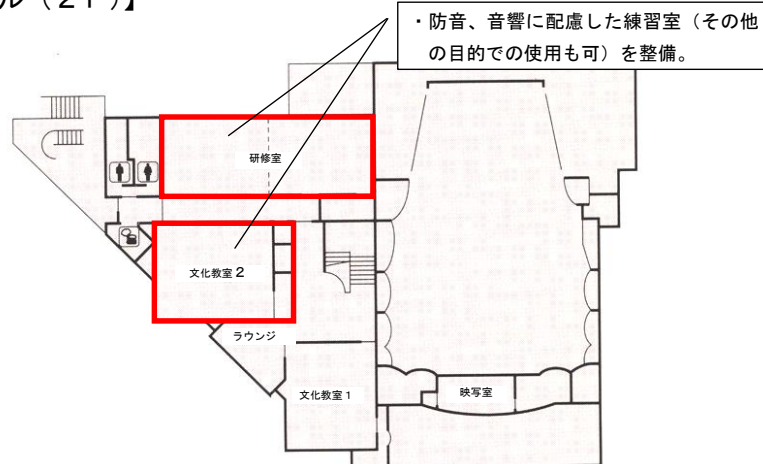 ル（2F）】
・防音、音響に配慮した練習室（その他
の目的での使用も可）を整備。
研修室
文化教室２
ラウンジ
文化教室１
映写室